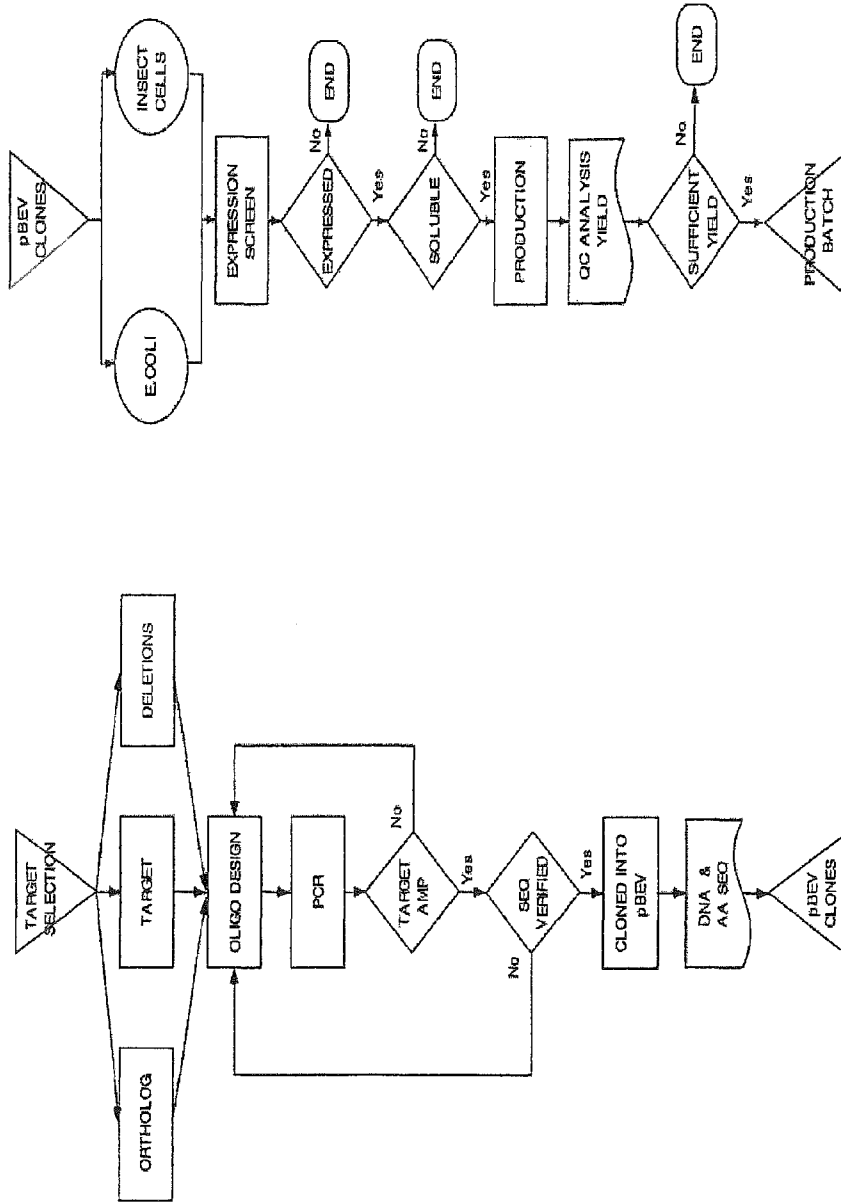 TARGET
SELECTION
ORTHOLOG
TARGET
DELETIONS
OLIGO DESIGN
PCR
TARGET
AMP
No
Yes
SEQ
VERIFIED
No
Yes
CLONED INTO
pBEV
DNA &
AA SEQ
pBEV
CLONES
pBEV
CLONES
E.COLI
INSECT
CELLS
EXPRESSION
SCREEN
EXPRESSED
No
END
Yes
SOLUBLE
No
END
Yes
PRODUCTION
QC ANALYSIS
YIELD
SUFFICIENT
YIELD
No
END
Yes
PRODUCTION
BATCH